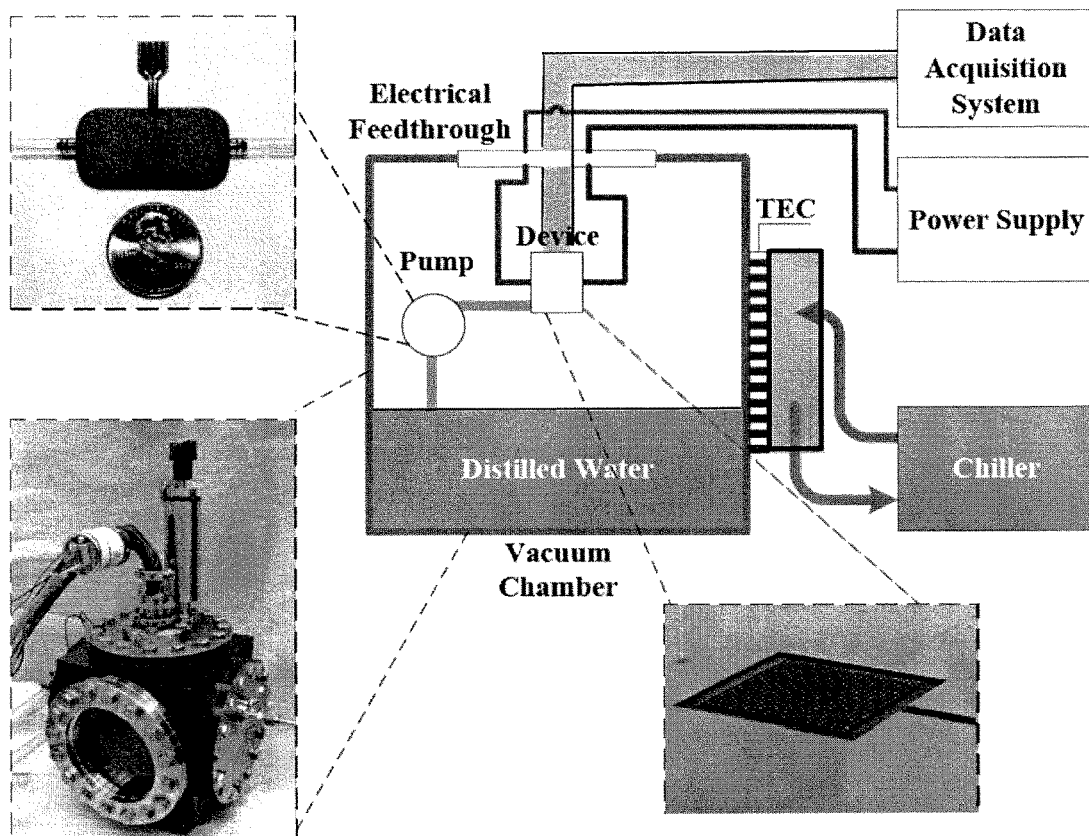 Data
Acquisition
System
Electrical
Feedthrough
Power Supply
TEC
Device
Pump
Distilled Water
Chiller
Vacuum
Chamber